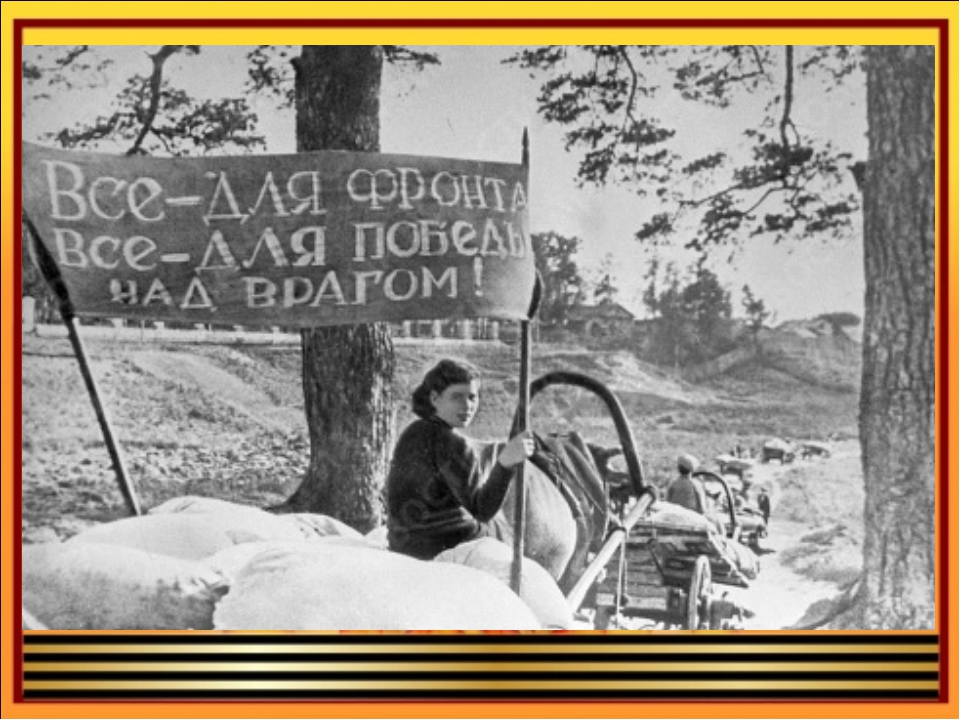 Все-для фронта
Все-для победы
над врагом!